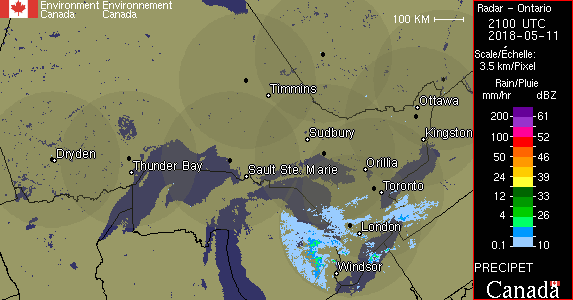 Environment Environnement
Canada Canada
100 KM
Timmins
Ottawa
Sudbury
Kingston
Dryden
Thunder Bay
Sault Ste. Marie
Orillia
Toronto
London
Windsor
Radar - Ontario
2100 UTC
2018-05-11
Scale/Échelle:
3.5 km/Pixel
Rain/Pluie
mm/hr dBZ
200 61
100 52
50 46
24 39
12 33
4 26
0.1 10
PRECIPET
Canada